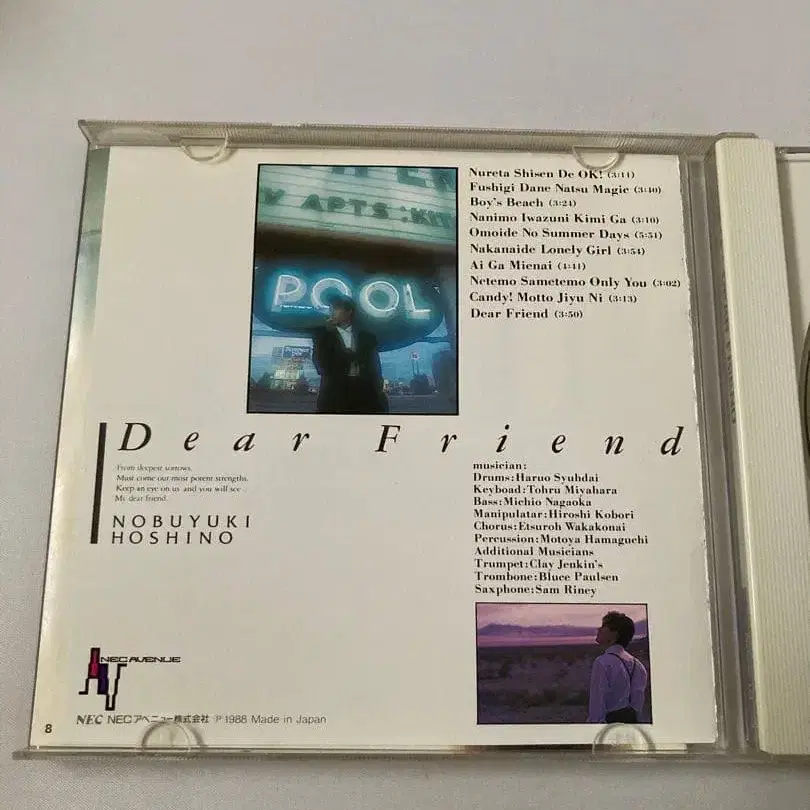 Y APTS :
POOL
Nureta Shisen De OK! (3:11)
Fushigi Dane Natsu Magic (3:40)
Boy's Beach (3:24)
Nanimo Iwazuni Kimi Ga (3:10)
Omoide No Summer Days (5:51)
Nakanaide Lonely Girl (3:54)
Ai Ga Mienai (4:41)
Netemo Sametemo Only You (3:02)
Candy! Motto Jiyu Ni (3:13)
Dear Friend (3:50)
Dear Friend
From deepest sorrows.
Must come our most porent strengths.
Keep an eye on us and you will see...
My dear friend.
NOBUYUKI
HOSHINO
musician:
Drums:Haruo Syuhdai
Keyboad:Tohru Miyahara
Bass:Michio Nagaoka
Manipulatar:Hiroshi Kobori
Chorus:Etsuroh Wakakonai
Percussion:Motoya Hamaguchi
Additional Musicians
Trumpet:Clay Jenkin's
Trombone:Bluce Paulsen
Saxphone:Sam Riney
NEC AVENUE
NEC NECアベニュー株式会社 ℗ 1988 Made in Japan
8